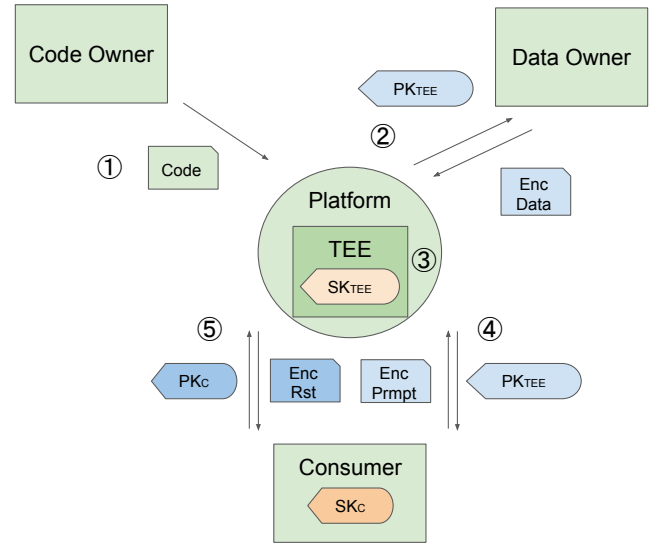 Code Owner
Data Owner
PKTEE
②
①
Code
Enc
Data
Platform
TEE
③
SKTEE
⑤
④
PKC
Enc
Rst
Enc
Prmpt
PKTEE
Consumer
SKC